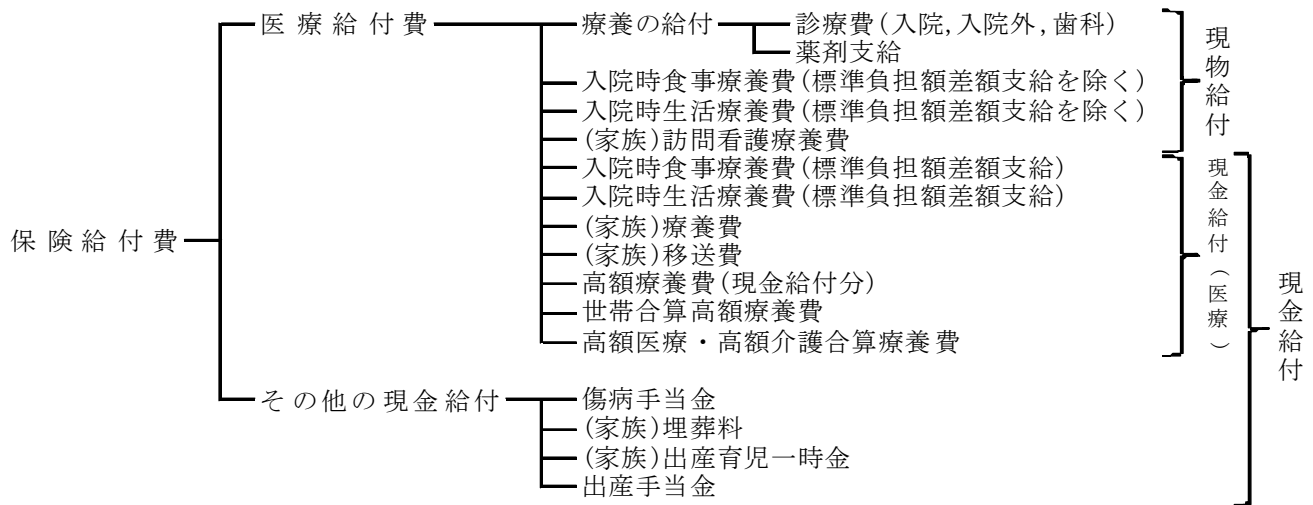 医療給付費
療養の給付
診療費(入院,入院外,歯科)
薬剤支給
入院時食事療養費(標準負担額差額支給を除く)
入院時生活療養費(標準負担額差額支給を除く)
(家族)訪問看護療養費
入院時食事療養費(標準負担額差額支給)
入院時生活療養費(標準負担額差額支給)
(家族)療養費
(家族)移送費
高額療養費(現金給付分)
世帯合算高額療養費
高額医療・高額介護合算療養費
保険給付費
その他の現金給付
傷病手当金
(家族)埋葬料
(家族)出産育児一時金
出産手当金
現物給付
現金給付(医療)
現金給付